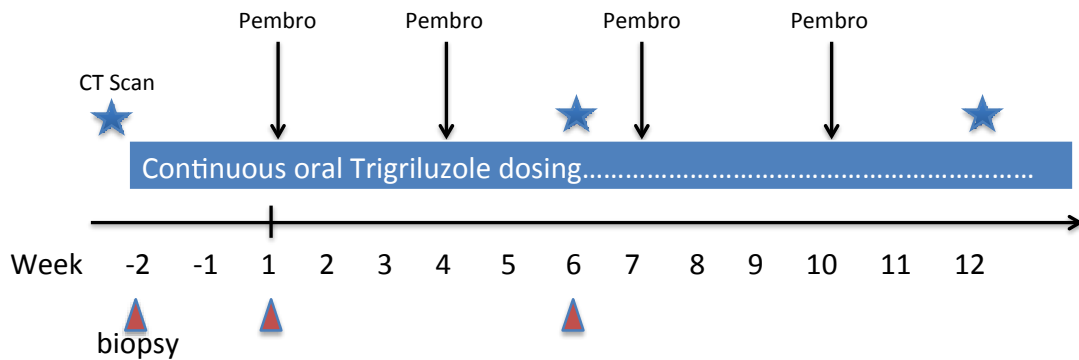 Pembro Pembro Pembro Pembro
CT Scan
Continuous oral Trigriluzole dosing………………………………………………………
Week -2 -1 1 2 3 4 5 6 7 8 9 10 11 12
biopsy